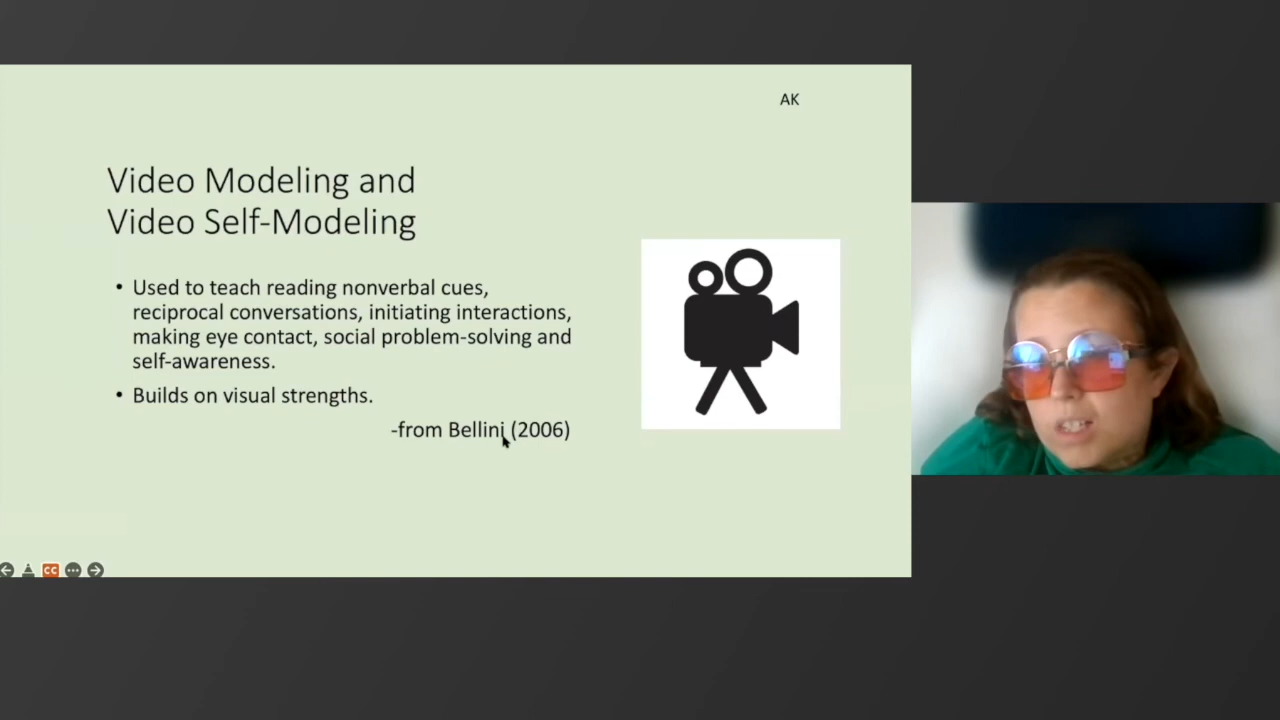 AK
Video Modeling and
Video Self-Modeling
• Used to teach reading nonverbal cues,
reciprocal conversations, initiating interactions,
making eye contact, social problem-solving and
self-awareness.
• Builds on visual strengths.
-from Bellini (2006)
CC